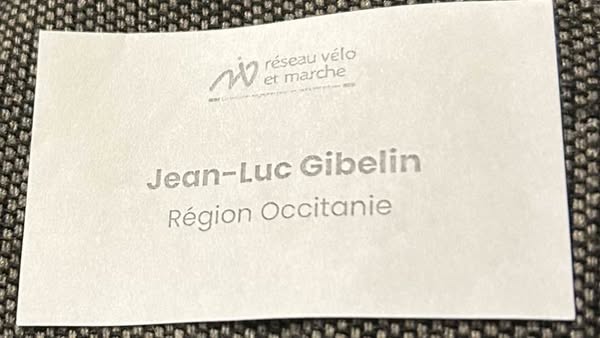 réseau vélo
et marche
Jean-Luc Gibelin
Région Occitanie